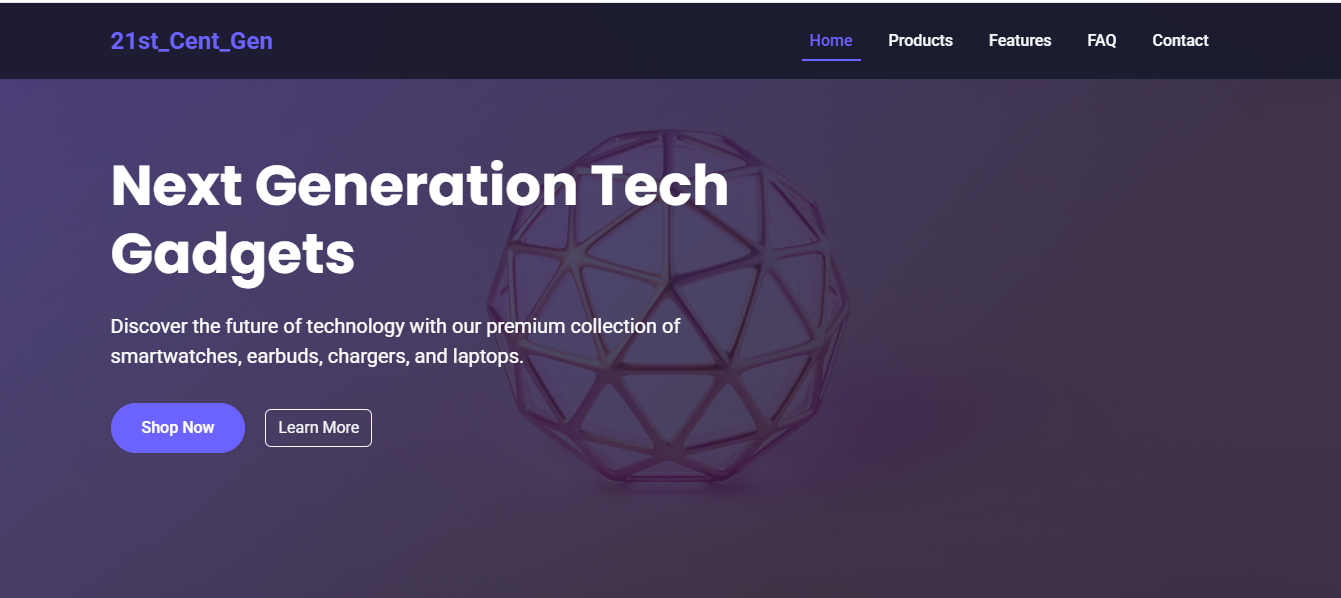 21st_Cent_Gen
Home Products Features FAQ Contact
Next Generation Tech
Gadgets
Discover the future of technology with our premium collection of
smartwatches, earbuds, chargers, and laptops.
Shop Now Learn More